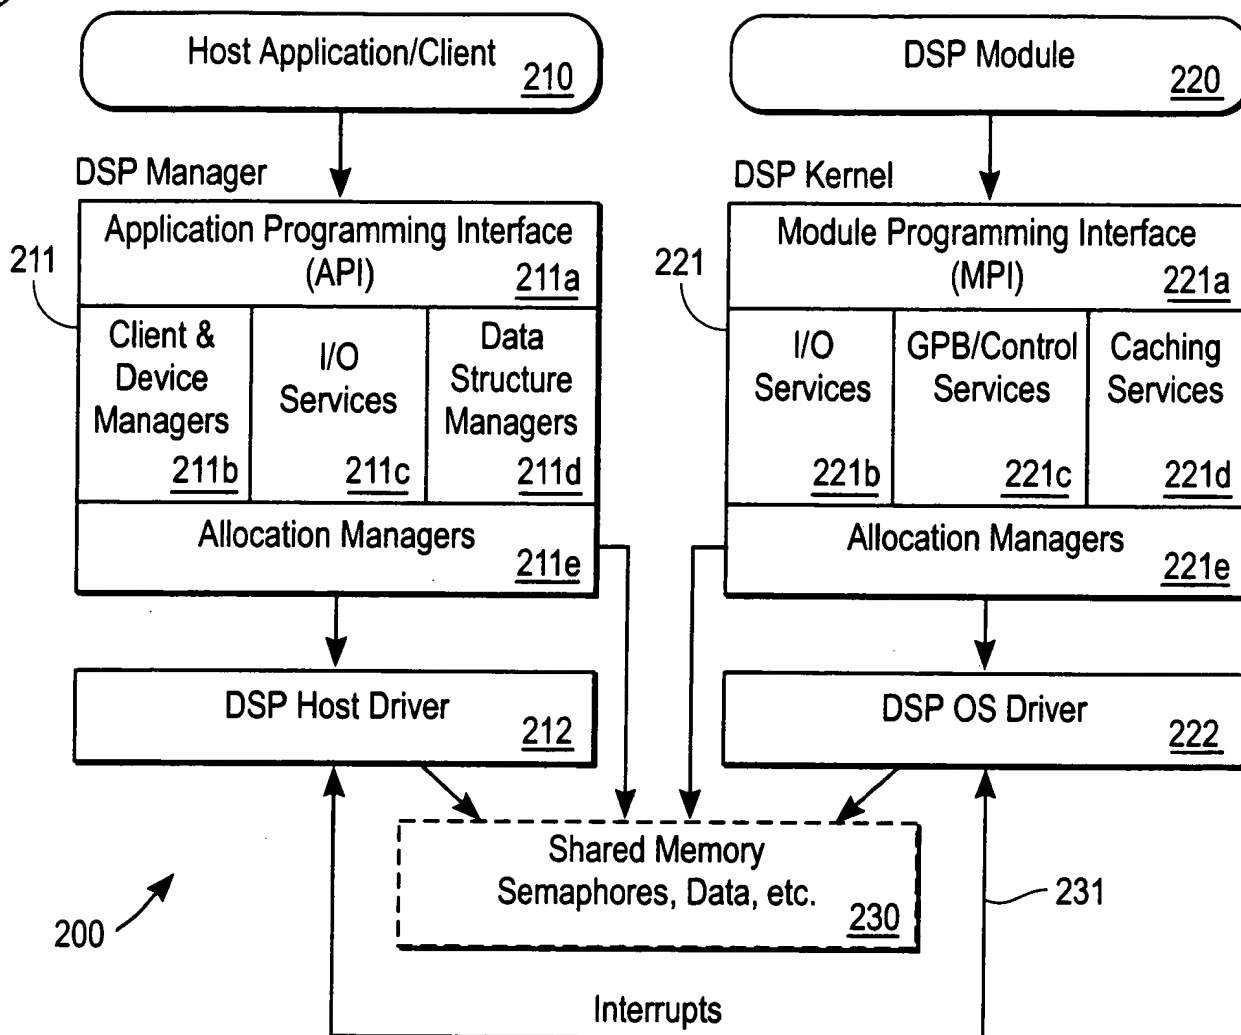 Host Application/Client
210
DSP Module
220
DSP Manager
DSP Kernel
211
Application Programming Interface
(API)
211a
221
Module Programming Interface
(MPI)
221a
Client &
Device
Managers
211b
I/O
Services
211c
Data
Structure
Managers
211d
I/O
Services
221b
GPB/Control
Services
221c
Caching
Services
221d
Allocation Managers
211e
Allocation Managers
221e
DSP Host Driver
212
DSP OS Driver
222
Shared Memory
Semaphores, Data, etc.
230
231
200
Interrupts